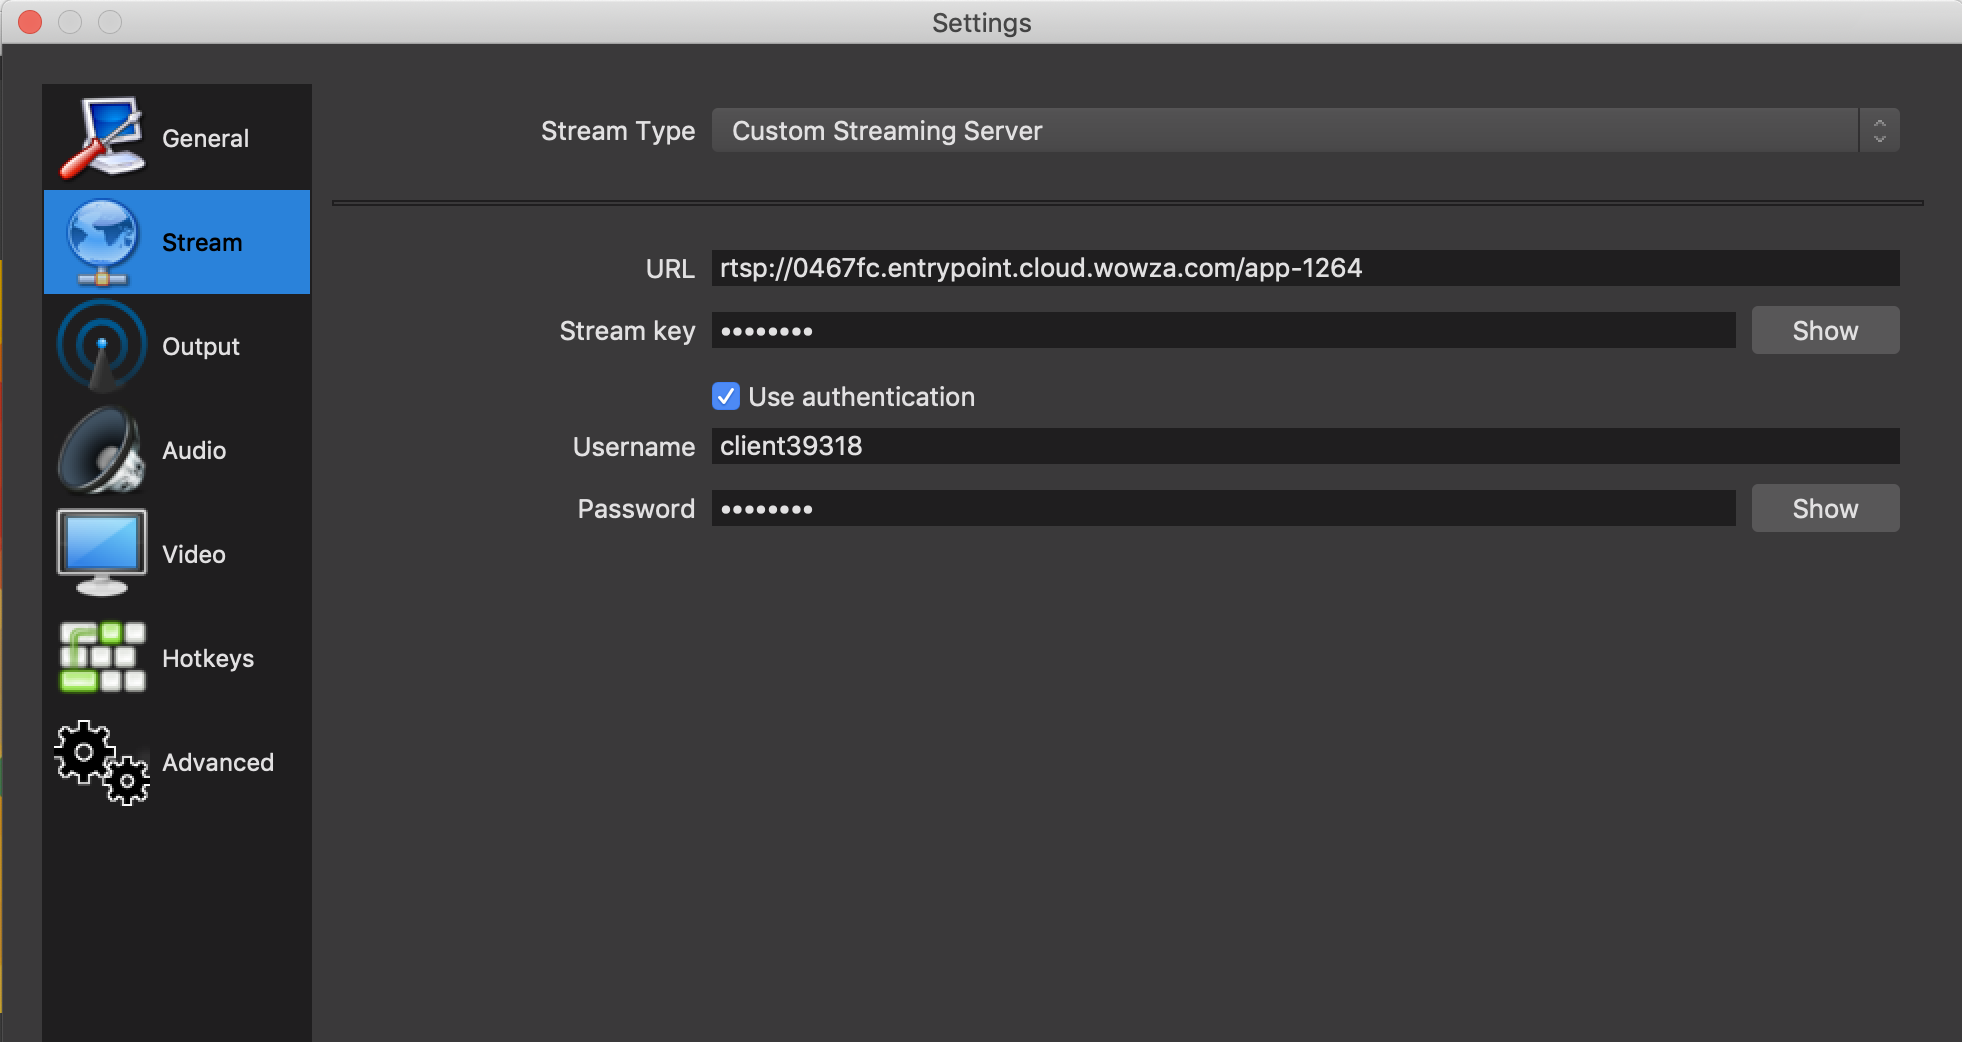 Settings
General
Stream
Output
Audio
Video
Hotkeys
Advanced
Stream Type Custom Streaming Server
URL rtsp://0467fc.entrypoint.cloud.wowza.com/app-1264
Stream key •••••••• Show
Use authentication
Username client39318
Password •••••••• Show